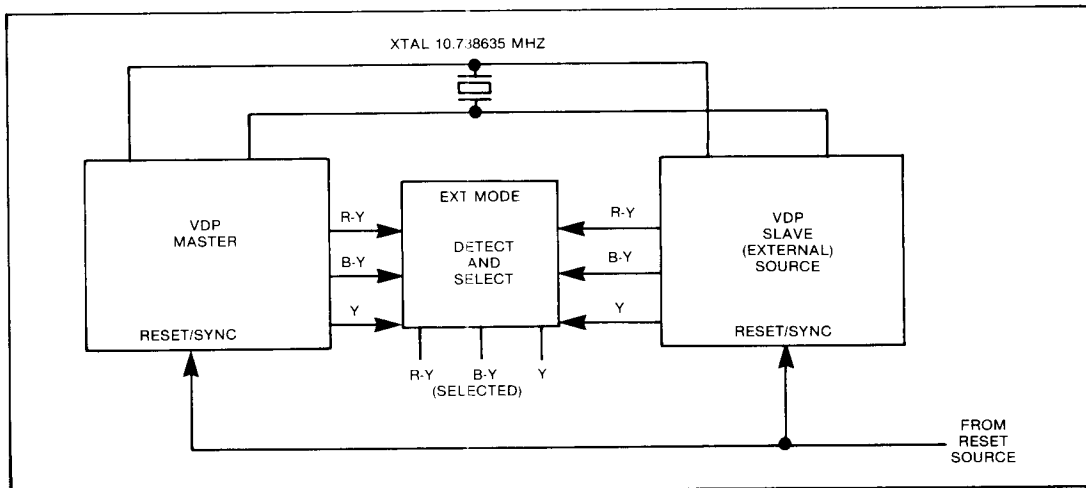 XTAL 10.738635 MHZ
VDP
MASTER
RESET/SYNC
R-Y
B-Y
Y
EXT MODE
DETECT
AND
SELECT
R-Y
B-Y
Y
(SELECTED)
R-Y
B-Y
Y
VDP
SLAVE
(EXTERNAL)
SOURCE
RESET/SYNC
FROM
RESET
SOURCE